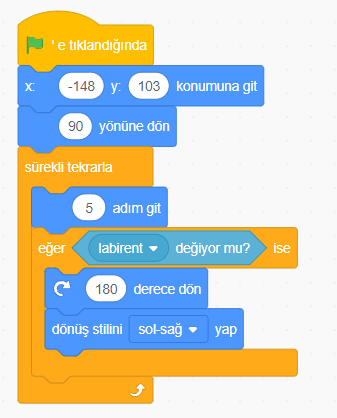 ' e tıklandığında
x: -148 y: 103 konumuna git
90 yönüne dön
sürekli tekrarla
5 adım git
eğer labirent değiyor mu? ise
180 derece dön
dönüş stilini sol-sağ yap